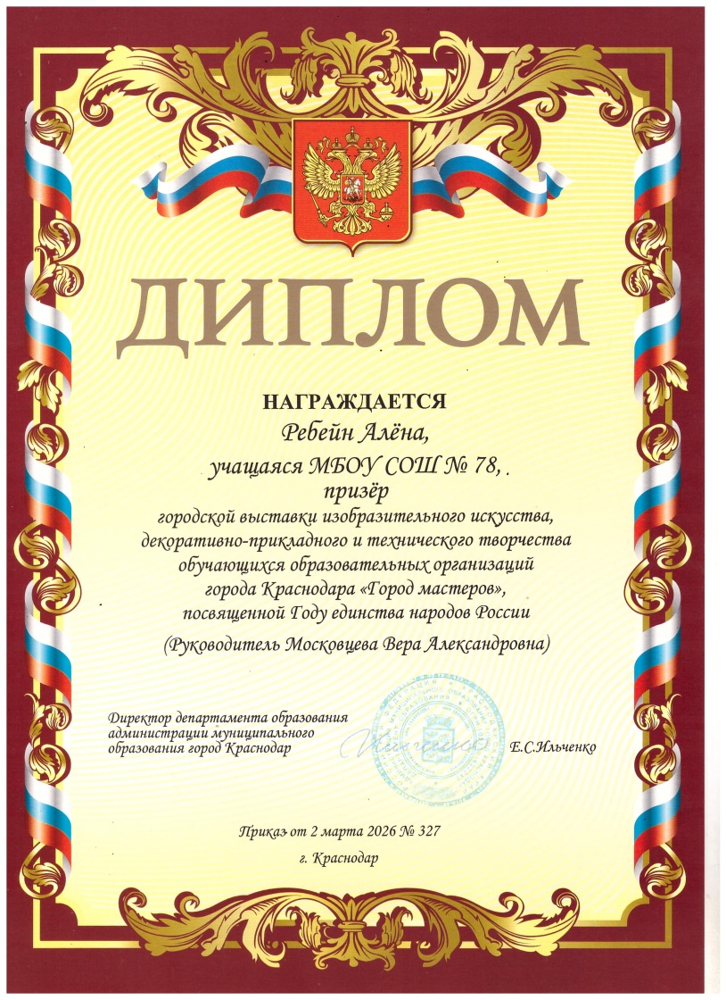 ДИПЛОМ
НАГРАЖДАЕТСЯ
Ребейн Алёна,
учащаяся МБОУ СОШ № 78,
призёр
городской выставки изобразительного искусства,
декоративно-прикладного и технического творчества
обучающихся образовательных организаций
города Краснодара «Город мастеров»,
посвященной Году единства народов России
(Руководитель Московцева Вера Александровна)
Директор департамента образования
администрации муниципального
образования город Краснодар
Е.С.Ильченко
Приказ от 2 марта 2026 № 327
г. Краснодар